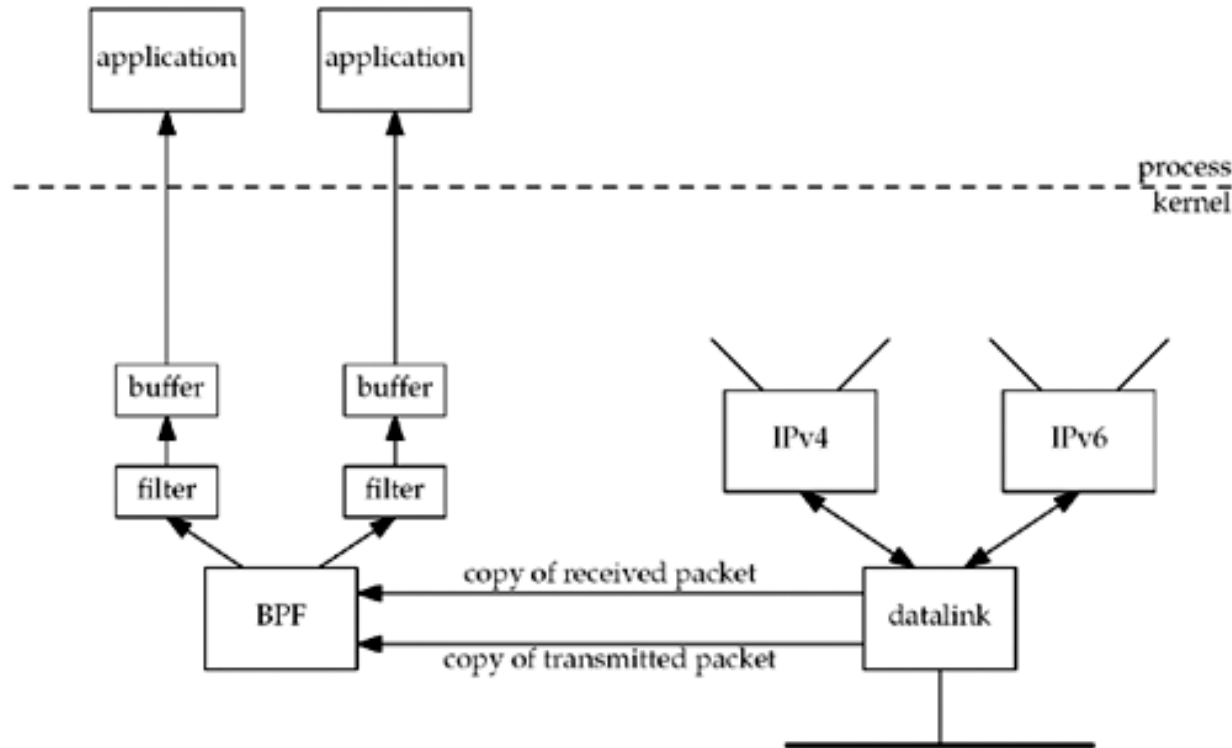 application
application
process
kernel
buffer
buffer
IPv4
IPv6
filter
filter
copy of received packet
BPF
datalink
copy of transmitted packet